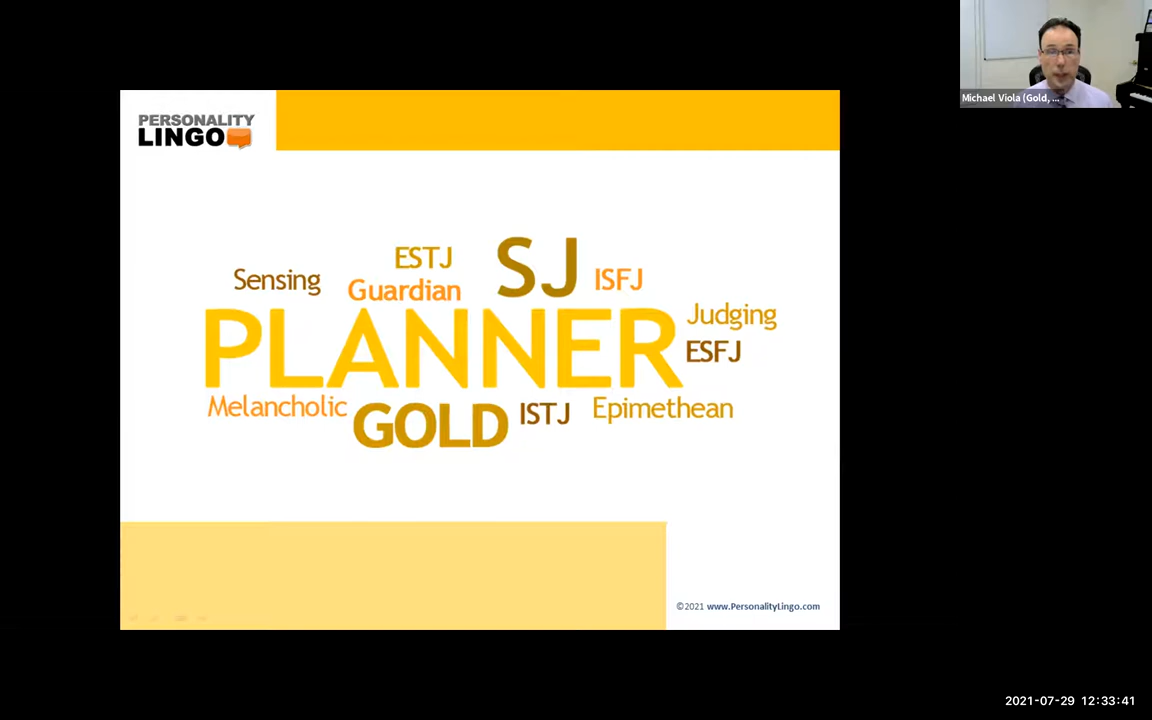 Michael Viola (Gold, ...
PERSONALITY
LINGO
ESTJ SJ ISFJ
Sensing Guardian
PLANNER Judging
ESFJ
Melancholic GOLD ISTJ Epimethean
©2021 www.PersonalityLingo.com
2021-07-29 12:33:41